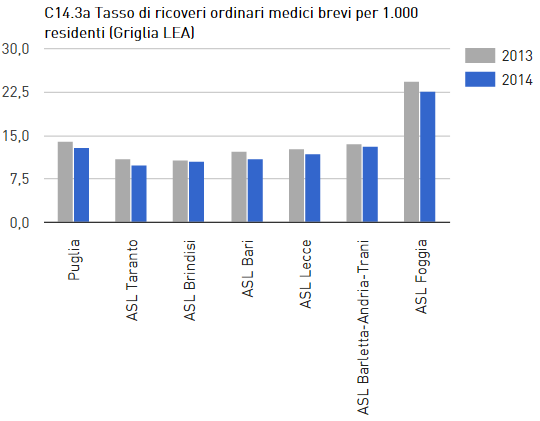 C14.3a Tasso di ricoveri ordinari medici brevi per 1.000
residenti (Griglia LEA)
2013
2014
30,0
22,5
15,0
7,5
0,0
Puglia
ASL Taranto
ASL Brindisi
ASL Bari
ASL Lecce
ASL Barletta-Andria-Trani
ASL Foggia